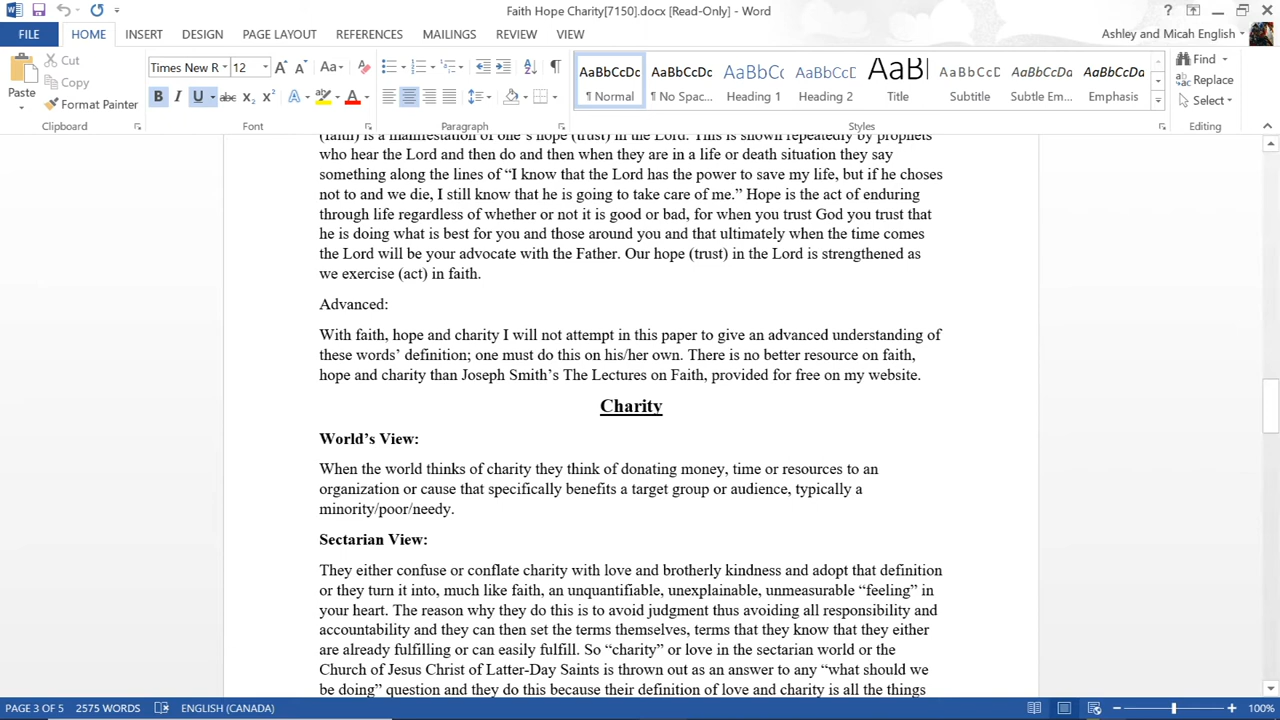 Faith Hope Charity[7150].docx [Read-Only] - Word
FILE HOME INSERT DESIGN PAGE LAYOUT REFERENCES MAILINGS REVIEW VIEW Ashley and Micah English
Paste
Cut
Copy
Format Painter
Clipboard
Times New R 12
Font
Paragraph
AaBbCcDc AaBbCcDc AaBbCc AaBbCcD AaBl AaBbCcD AaBbCcDc AaBbCcDc
¶ Normal ¶ No Spac... Heading 1 Heading 2 Title Subtitle Subtle Em... Emphasis
Styles
Find
Replace
Select
Editing
(faith) is a manifestation of one's hope (trust) in the Lord. This is shown repeatedly by prophets
who hear the Lord and then do and then when they are in a life or death situation they say
something along the lines of “I know that the Lord has the power to save my life, but if he choses
not to and we die, I still know that he is going to take care of me.” Hope is the act of enduring
through life regardless of whether or not it is good or bad, for when you trust God you trust that
he is doing what is best for you and those around you and that ultimately when the time comes
the Lord will be your advocate with the Father. Our hope (trust) in the Lord is strengthened as
we exercise (act) in faith.
Advanced:
With faith, hope and charity I will not attempt in this paper to give an advanced understanding of
these words’ definition; one must do this on his/her own. There is no better resource on faith,
hope and charity than Joseph Smith’s The Lectures on Faith, provided for free on my website.
Charity
World’s View:
When the world thinks of charity they think of donating money, time or resources to an
organization or cause that specifically benefits a target group or audience, typically a
minority/poor/needy.
Sectarian View:
They either confuse or conflate charity with love and brotherly kindness and adopt that definition
or they turn it into, much like faith, an unquantifiable, unexplainable, unmeasurable “feeling” in
your heart. The reason why they do this is to avoid judgment thus avoiding all responsibility and
accountability and they can then set the terms themselves, terms that they know that they either
are already fulfilling or can easily fulfill. So “charity” or love in the sectarian world or the
Church of Jesus Christ of Latter-Day Saints is thrown out as an answer to any “what should we
be doing” question and they do this because their definition of love and charity is all the things
PAGE 3 OF 5 2575 WORDS ENGLISH (CANADA) 100%